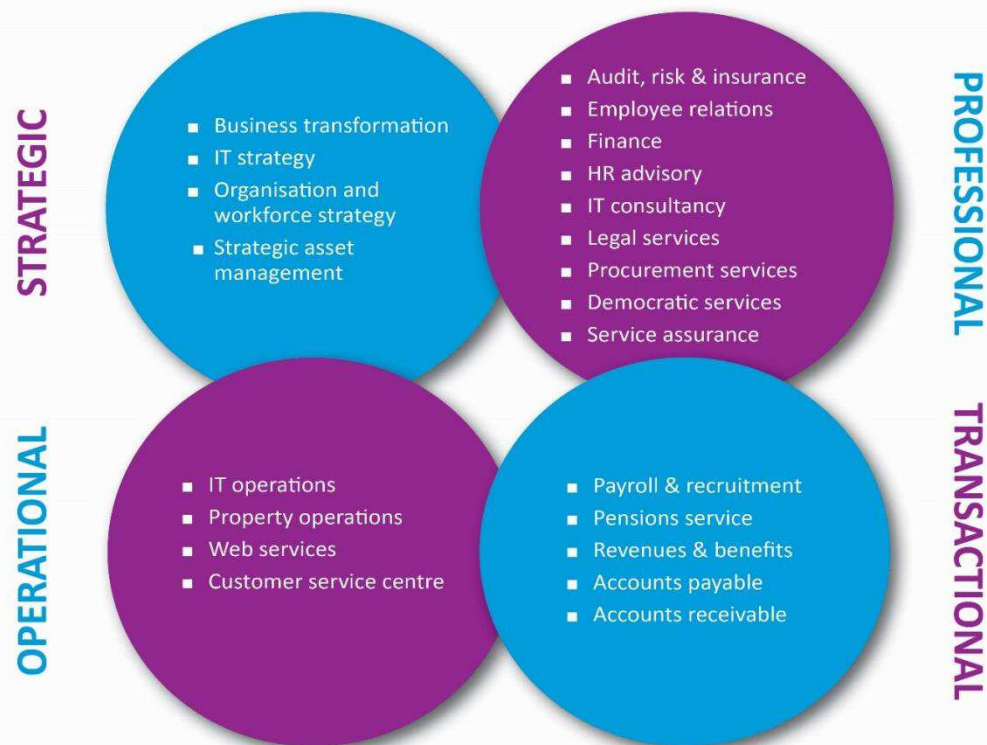 STRATEGIC
■ Business transformation
■ IT strategy
■ Organisation and
workforce strategy
■ Strategic asset
management
PROFESSIONAL
■ Audit, risk & insurance
■ Employee relations
■ Finance
■ HR advisory
■ IT consultancy
■ Legal services
■ Procurement services
■ Democratic services
■ Service assurance
OPERATIONAL
■ IT operations
■ Property operations
■ Web services
■ Customer service centre
TRANSACTIONAL
■ Payroll & recruitment
■ Pensions service
■ Revenues & benefits
■ Accounts payable
■ Accounts receivable